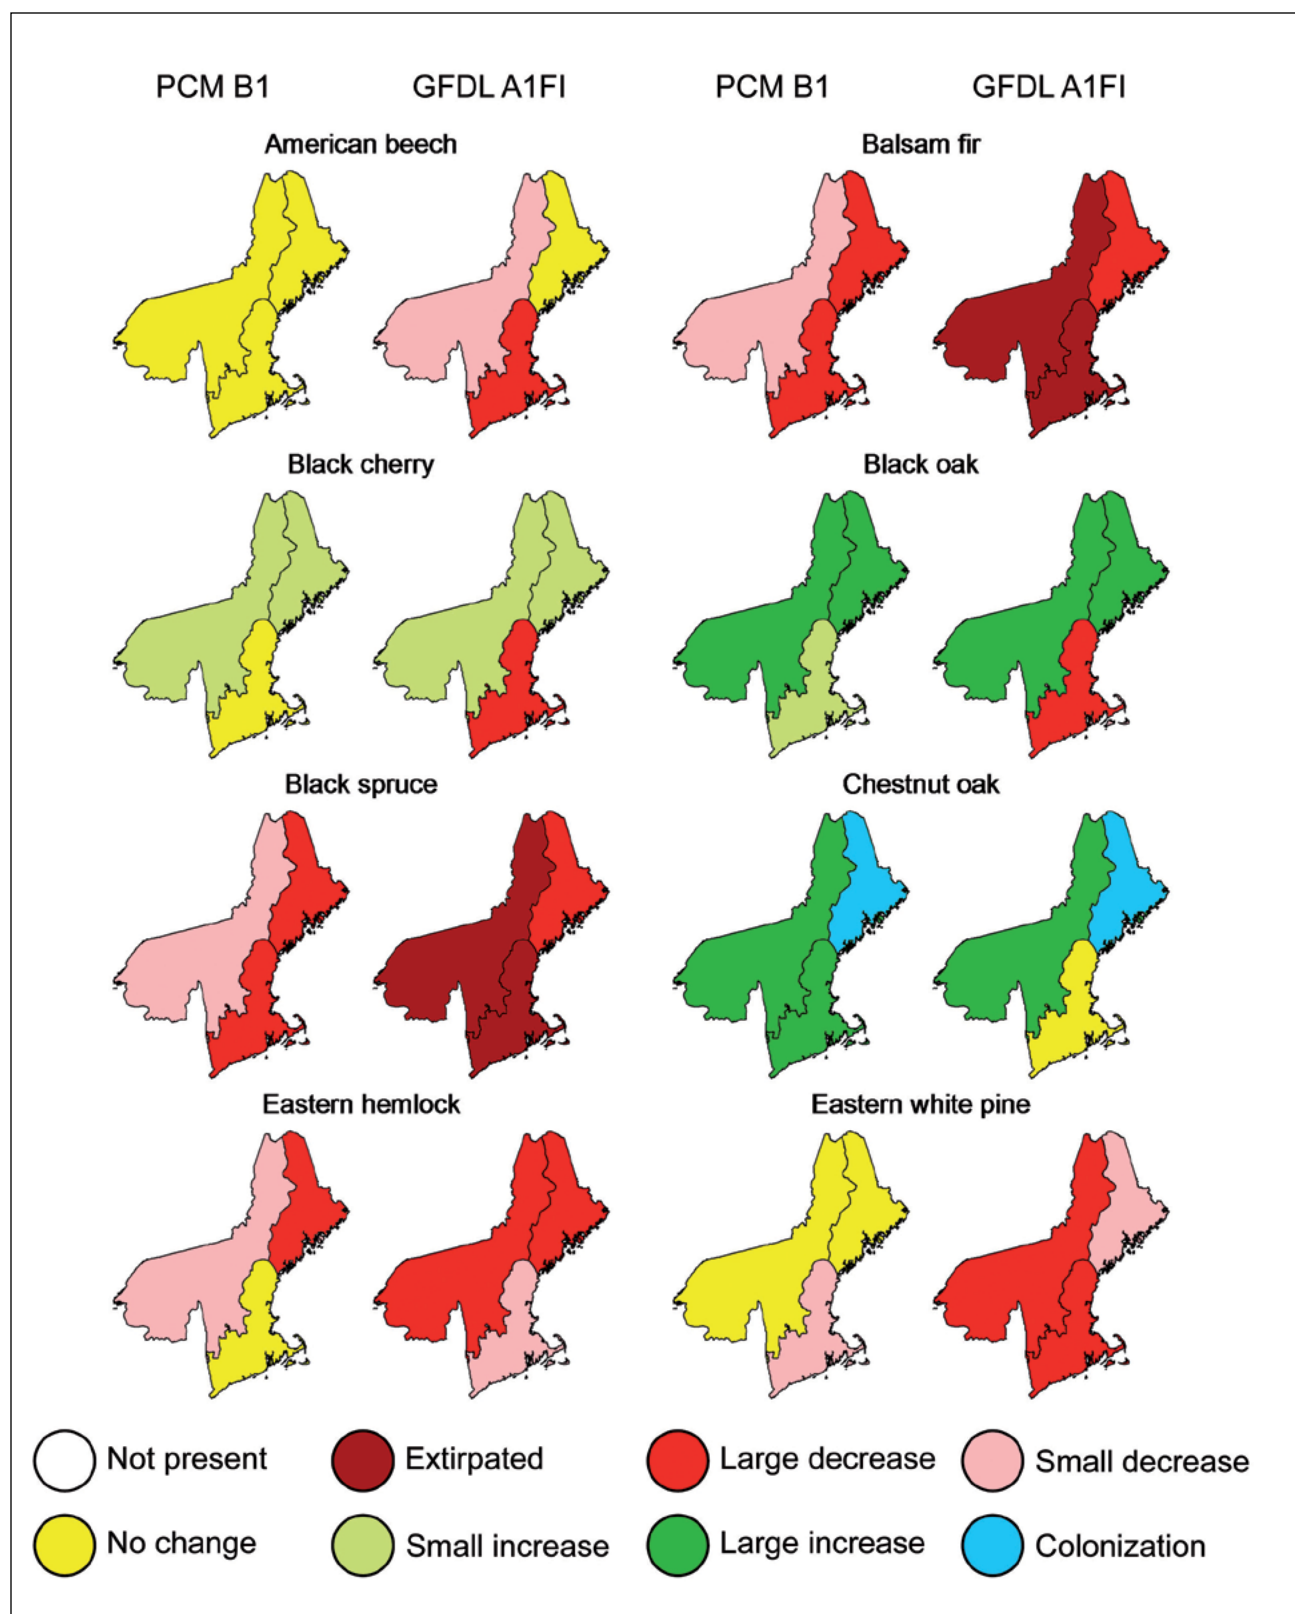 PCM B1 GFDL A1FI PCM B1 GFDL A1FI
American beech Balsam fir
Black cherry Black oak
Black spruce Chestnut oak
Eastern hemlock Eastern white pine
Not present Extirpated Large decrease Small decrease
No change Small increase Large increase Colonization